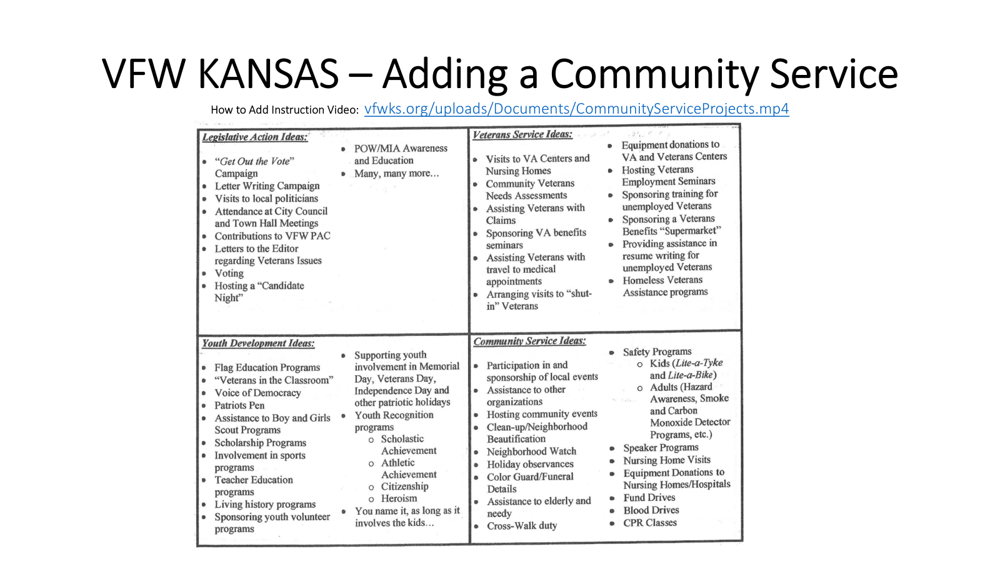 VFW KANSAS – Adding a Community Service
How to Add Instruction Video: vfwks.org/uploads/Documents/CommunityServiceProjects.mp4
Legislative Action Ideas:
• “Get Out the Vote”
Campaign
• Letter Writing Campaign
• Visits to local politicians
• Attendance at City Council
and Town Hall Meetings
• Contributions to VFW PAC
• Letters to the Editor
regarding Veterans Issues
• Voting
• Hosting a “Candidate
Night”
• POW/MIA Awareness
and Education
• Many, many more...
Veterans Service Ideas:
• Visits to VA Centers and
Nursing Homes
• Community Veterans
Needs Assessments
• Assisting Veterans with
Claims
• Sponsoring VA benefits
seminars
• Assisting Veterans with
travel to medical
appointments
• Arranging visits to “shut-
in” Veterans
• Equipment donations to
VA and Veterans Centers
• Hosting Veterans
Employment Seminars
• Sponsoring training for
unemployed Veterans
• Sponsoring a Veterans
Benefits “Supermarket”
• Providing assistance in
resume writing for
unemployed Veterans
• Homeless Veterans
Assistance programs
Youth Development Ideas:
• Flag Education Programs
• “Veterans in the Classroom”
• Voice of Democracy
• Patriots Pen
• Assistance to Boy and Girls
Scout Programs
• Scholarship Programs
• Involvement in sports
programs
• Teacher Education
programs
• Living history programs
• Sponsoring youth volunteer
programs
• Supporting youth
involvement in Memorial
Day, Veterans Day,
Independence Day and
other patriotic holidays
• Youth Recognition
programs
o Scholastic
Achievement
o Athletic
Achievement
o Citizenship
o Heroism
• You name it, as long as it
involves the kids...
Community Service Ideas:
• Participation in and
sponsorship of local events
• Assistance to other
organizations
• Hosting community events
• Clean-up/Neighborhood
Beautification
• Neighborhood Watch
• Holiday observances
• Color Guard/Funeral
Details
• Assistance to elderly and
needy
• Cross-Walk duty
• Safety Programs
o Kids (Lite-a-Tyke
and Lite-a-Bike)
o Adults (Hazard
Awareness, Smoke
and Carbon
Monoxide Detector
Programs, etc.)
• Speaker Programs
• Nursing Home Visits
• Equipment Donations to
Nursing Homes/Hospitals
• Fund Drives
• Blood Drives
• CPR Classes